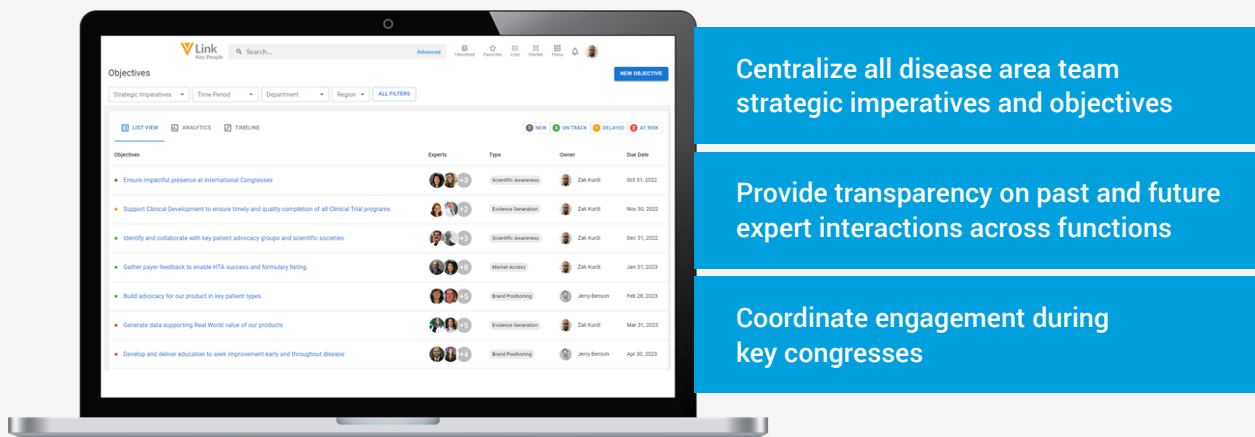 Link
Key People
Search...
Advanced
Newsfeed
Favorites
Lists
Market
Menu
Objectives
NEW OBJECTIVE
Strategic Imperatives
Time Period
Department
Region
ALL FILTERS
LIST VIEW
ANALYTICS
TIMELINE
1 NEW
3 ON TRACK
1 DELAYED
2 AT RISK
Objectives Experts Type Owner Due Date
Ensure impactful presence at international Congresses +3 Scientific Awareness Zak Kurdi Oct 31, 2022
Support Clinical Development to ensure timely and quality completion of all Clinical Trial programs +2 Evidence Generation Zak Kurdi Nov 30, 2022
Identify and collaborate with key patient advocacy groups and scientific societies +3 Scientific Awareness Zak Kurdi Dec 31, 2022
Gather payer feedback to enable HTA success and formulary listing +8 Market Access Zak Kurdi Jan 31, 2023
Build advocacy for our product in key patient types +5 Brand Positioning Jerry Benson Feb 28, 2023
Generate data supporting Real World value of our products +5 Evidence Generation Zak Kurdi Mar 31, 2023
Develop and deliver education to seek improvement early and throughout disease +4 Brand Positioning Jerry Benson Apr 30, 2023
Centralize all disease area team
strategic imperatives and objectives
Provide transparency on past and future
expert interactions across functions
Coordinate engagement during
key congresses